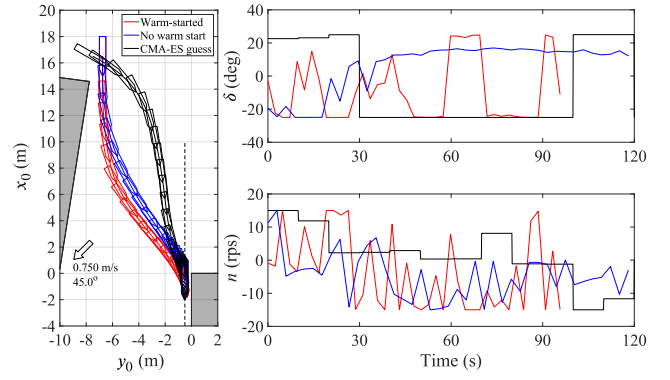 Warm-started
No warm start
CMA-ES guess
18
16
14
12
10
8
6
4
2
0
-2
-4
x₀ (m)
0.750 m/s
45.0°
-10 -8 -6 -4 -2 0 2
y₀ (m)
40
20
0
-20
-40
δ (deg)
0 30 60 90 120
20
10
0
-10
-20
n (rps)
0 30 60 90 120
Time (s)